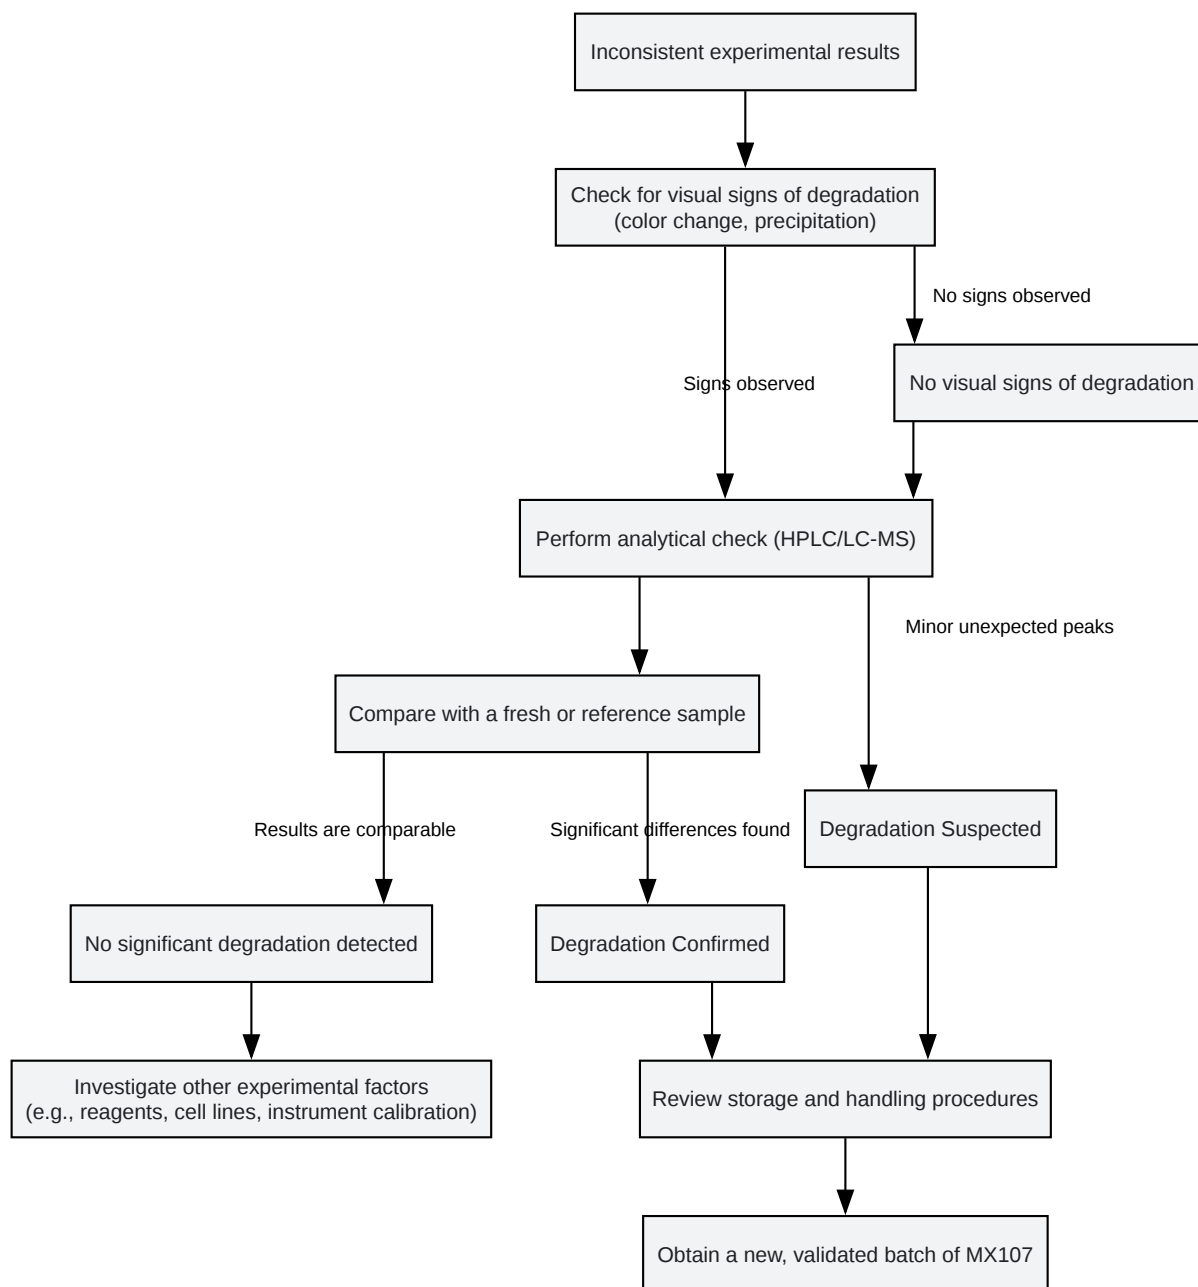 Inconsistent experimental results
Check for visual signs of degradation
(color change, precipitation)
No signs observed
No visual signs of degradation
Signs observed
Perform analytical check (HPLC/LC-MS)
Minor unexpected peaks
Compare with a fresh or reference sample
Results are comparable
Significant differences found
Degradation Suspected
No significant degradation detected
Degradation Confirmed
Investigate other experimental factors
(e.g., reagents, cell lines, instrument calibration)
Review storage and handling procedures
Obtain a new, validated batch of MX107